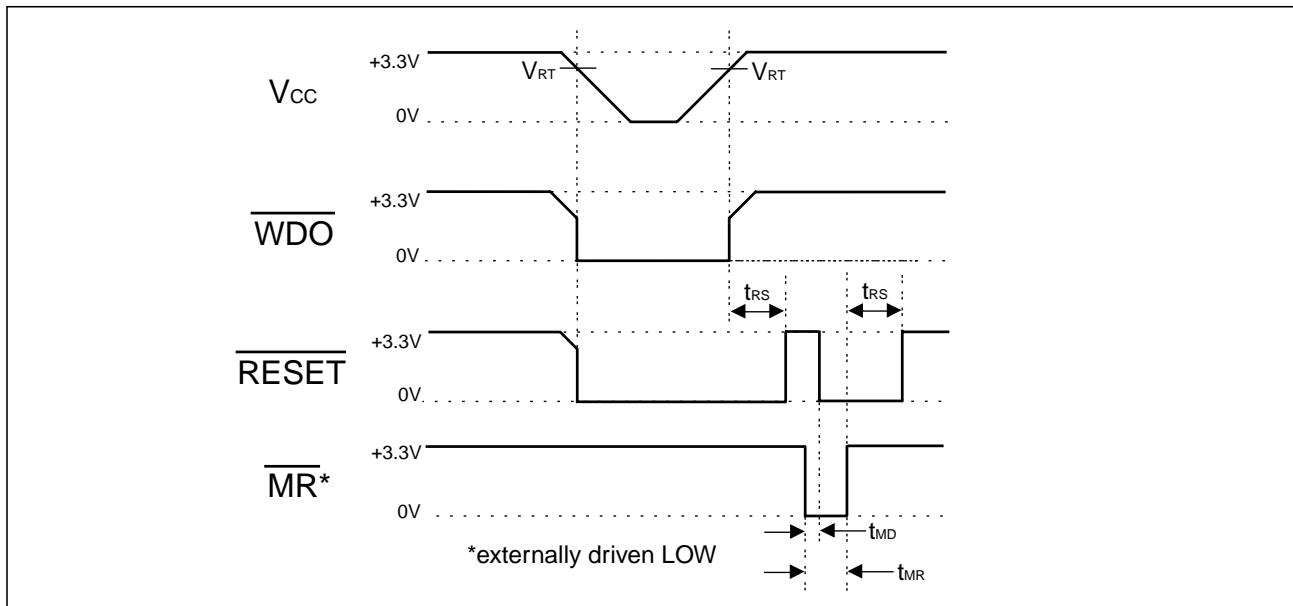 +3.3V
VRT
VRT
VCC
0V
+3.3V
WDO
0V
tRS
tRS
+3.3V
RESET
0V
+3.3V
MR*
0V
tMD
*externally driven LOW
tMR